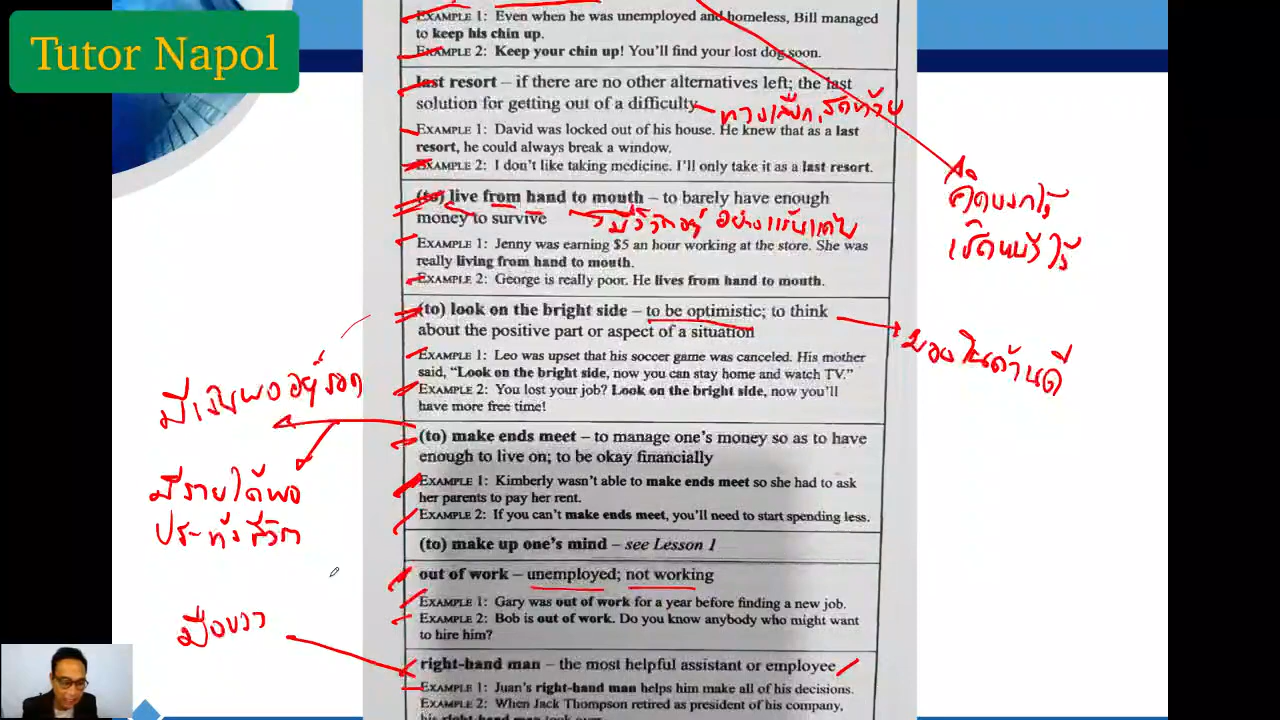 Tutor Napol
EXAMPLE 1: Even when he was unemployed and homeless, Bill managed
to keep his chin up.
EXAMPLE 2: Keep your chin up! You'll find your lost dog soon.
last resort – if there are no other alternatives left; the last
solution for getting out of a difficulty
ทางเลือกสุดท้าย
EXAMPLE 1: David was locked out of his house. He knew that as a last
resort, he could always break a window.
EXAMPLE 2: I don't like taking medicine. I'll only take it as a last resort.
(to) live from hand to mouth – to barely have enough
money to survive
มีชีวิตอยู่ อย่างแร้นแค้น
EXAMPLE 1: Jenny was earning $5 an hour working at the store. She was
really living from hand to mouth.
EXAMPLE 2: George is really poor. He lives from hand to mouth.
(to) look on the bright side – to be optimistic; to think
about the positive part or aspect of a situation
มองในด้านดี
EXAMPLE 1: Leo was upset that his soccer game was canceled. His mother
said, “Look on the bright side, now you can stay home and watch TV.”
EXAMPLE 2: You lost your job? Look on the bright side, now you'll
have more free time!
มีเงินพออยู่รอด
(to) make ends meet – to manage one's money so as to have
enough to live on; to be okay financially
มีรายได้พอ
ประทังชีวิต
EXAMPLE 1: Kimberly wasn't able to make ends meet so she had to ask
her parents to pay her rent.
EXAMPLE 2: If you can't make ends meet, you'll need to start spending less.
(to) make up one's mind – see Lesson 1
out of work – unemployed; not working
EXAMPLE 1: Gary was out of work for a year before finding a new job.
EXAMPLE 2: Bob is out of work. Do you know anybody who might want
to hire him?
มือขวา
right-hand man – the most helpful assistant or employee
EXAMPLE 1: Juan's right-hand man helps him make all of his decisions.
EXAMPLE 2: When Jack Thompson retired as president of his company,
his right-hand man took over